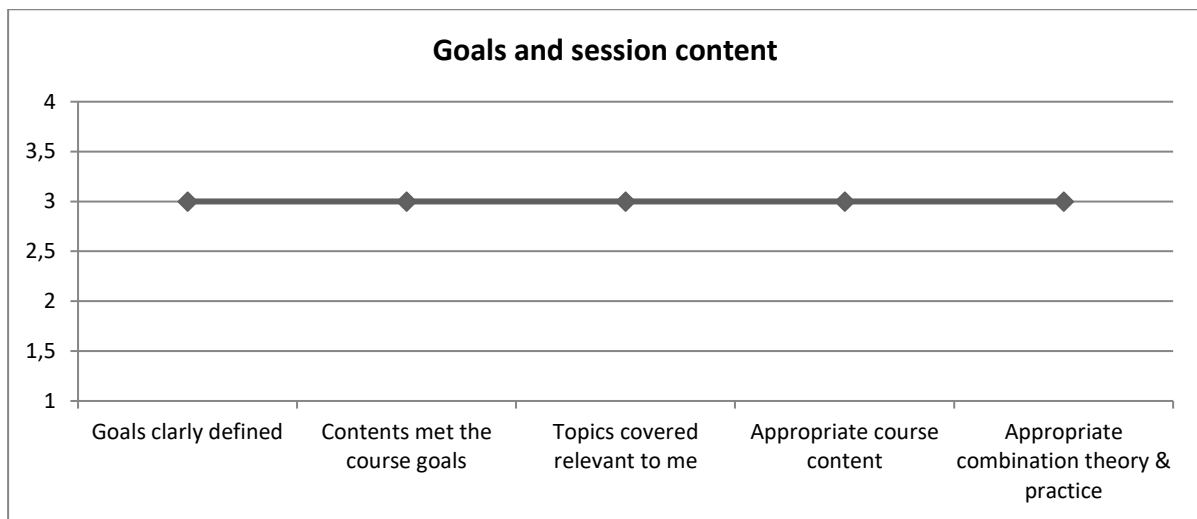 Goals and session content
4
3,5
3
2,5
2
1,5
1
Goals clarly defined
Contents met the
course goals
Topics covered
relevant to me
Appropriate course
content
Appropriate
combination theory &
practice